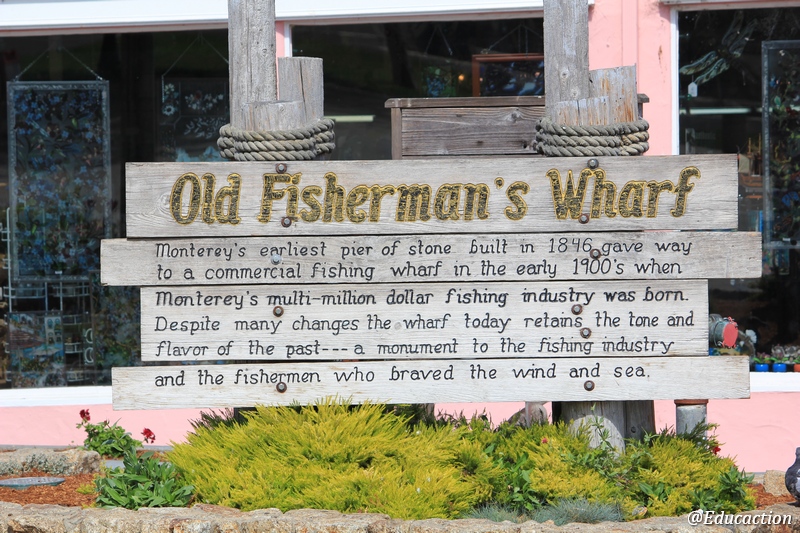 Old Fisherman's Wharf
Monterey's earliest pier of stone built in 1846 gave way
to a commercial fishing wharf in the early 1900's when
Monterey's multi-million dollar fishing industry was born.
Despite many changes the wharf today retains the tone and
flavor of the past--- a monument to the fishing industry
and the fishermen who braved the wind and sea.
@Educaction